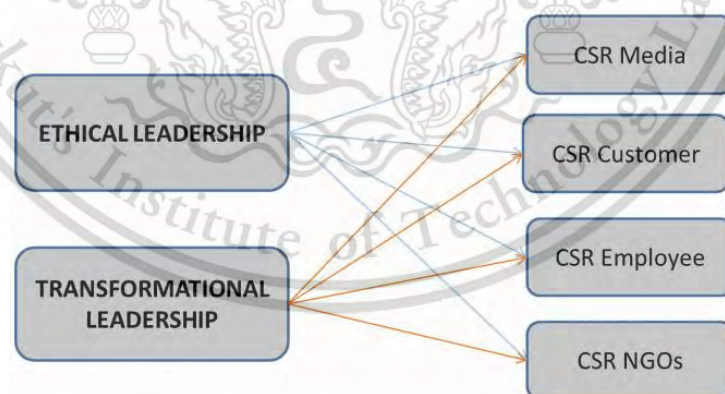 ETHICAL LEADERSHIP
TRANSFORMATIONAL
LEADERSHIP
CSR Media
CSR Customer
CSR Employee
CSR NGOs
Institute of Technology